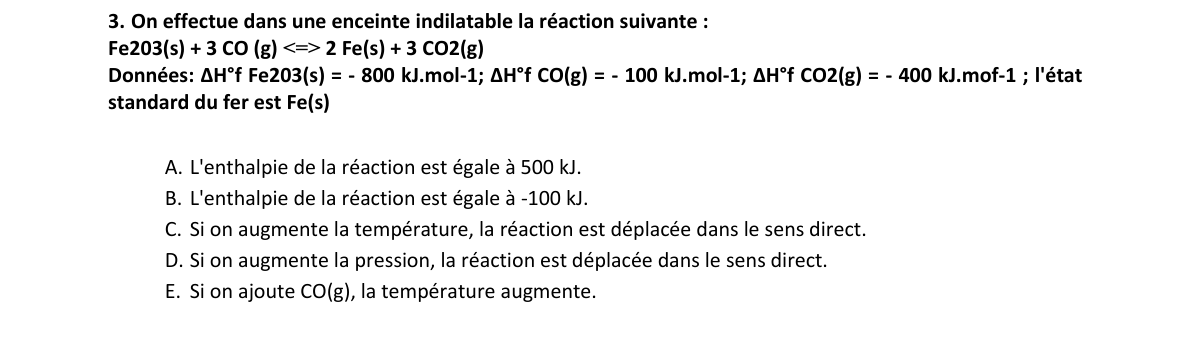 3. On effectue dans une enceinte indilatable la réaction suivante :
Fe203(s) + 3 CO (g) <=> 2 Fe(s) + 3 CO2(g)
Données: ΔH°f Fe203(s) = - 800 kJ.mol-1; ΔH°f CO(g) = - 100 kJ.mol-1; ΔH°f CO2(g) = - 400 kJ.mof-1 ; l'état
standard du fer est Fe(s)
A. L'enthalpie de la réaction est égale à 500 kJ.
B. L'enthalpie de la réaction est égale à -100 kJ.
C. Si on augmente la température, la réaction est déplacée dans le sens direct.
D. Si on augmente la pression, la réaction est déplacée dans le sens direct.
E. Si on ajoute CO(g), la température augmente.